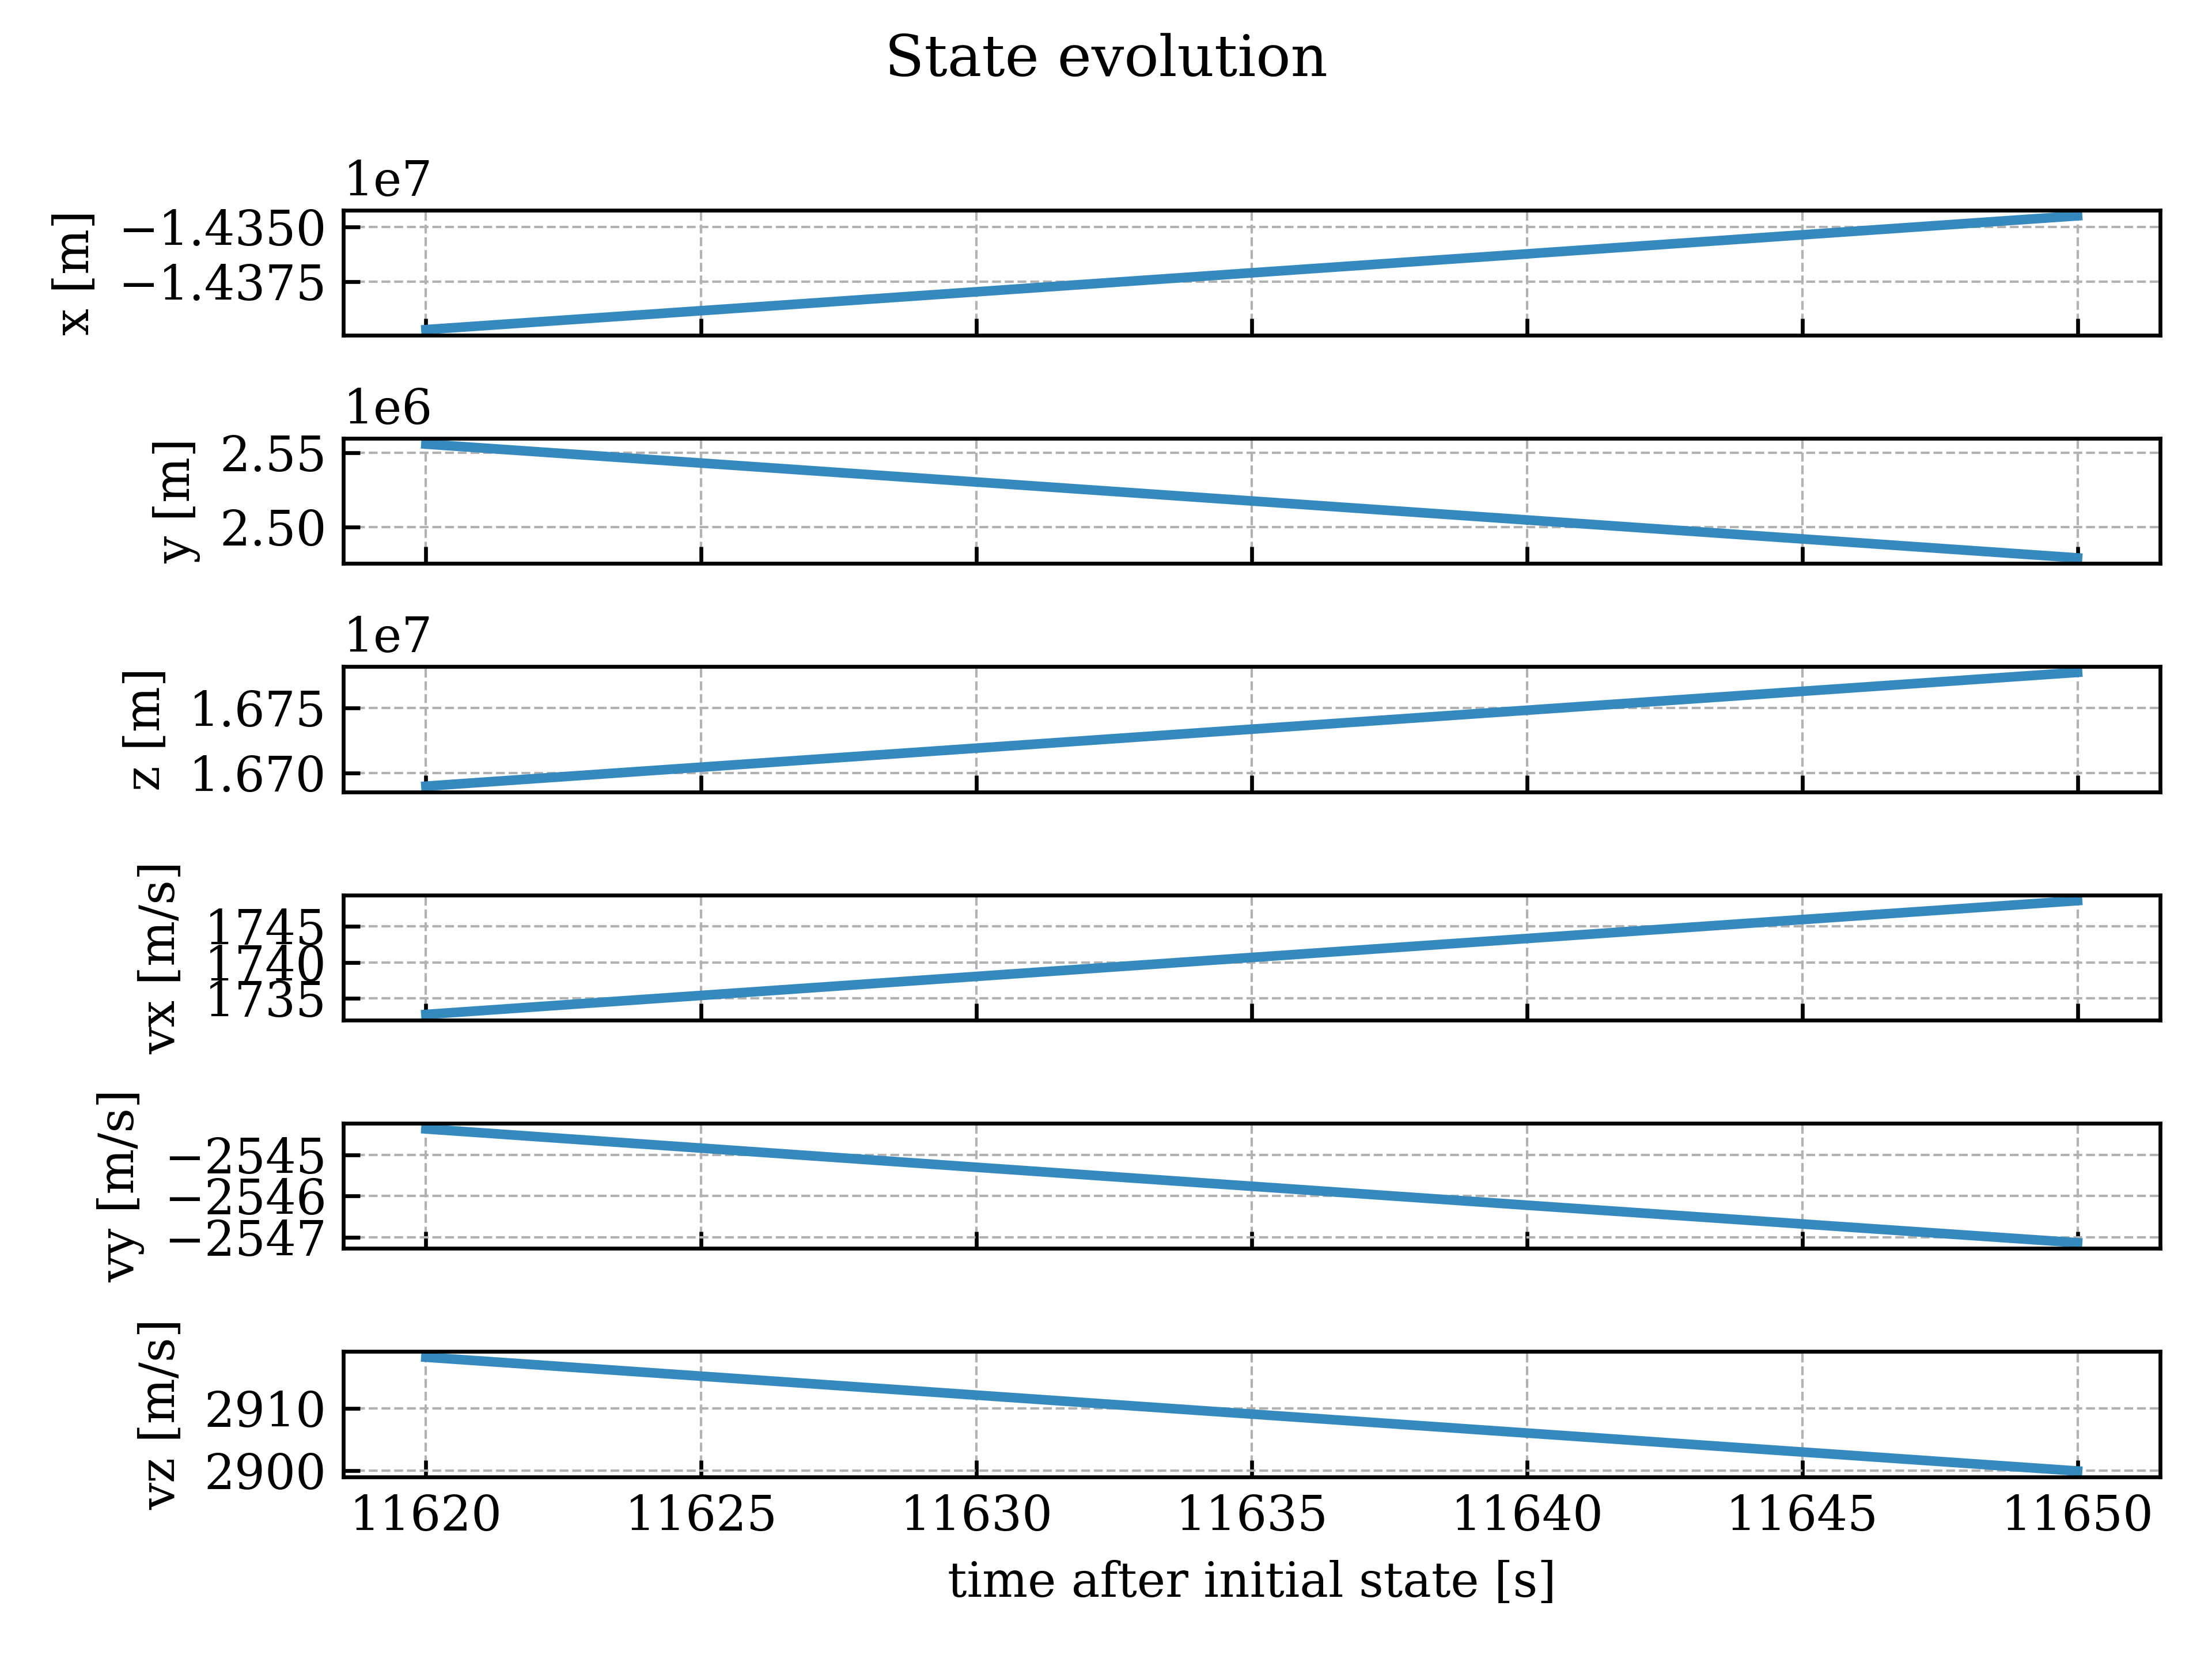 State evolution
1e7
x [m]
−1.4350
−1.4375
1e6
y [m]
2.55
2.50
1e7
z [m]
1.675
1.670
vx [m/s]
1745
1740
1735
vy [m/s]
−2545
−2546
−2547
vz [m/s]
2910
2900
11620 11625 11630 11635 11640 11645 11650
time after initial state [s]